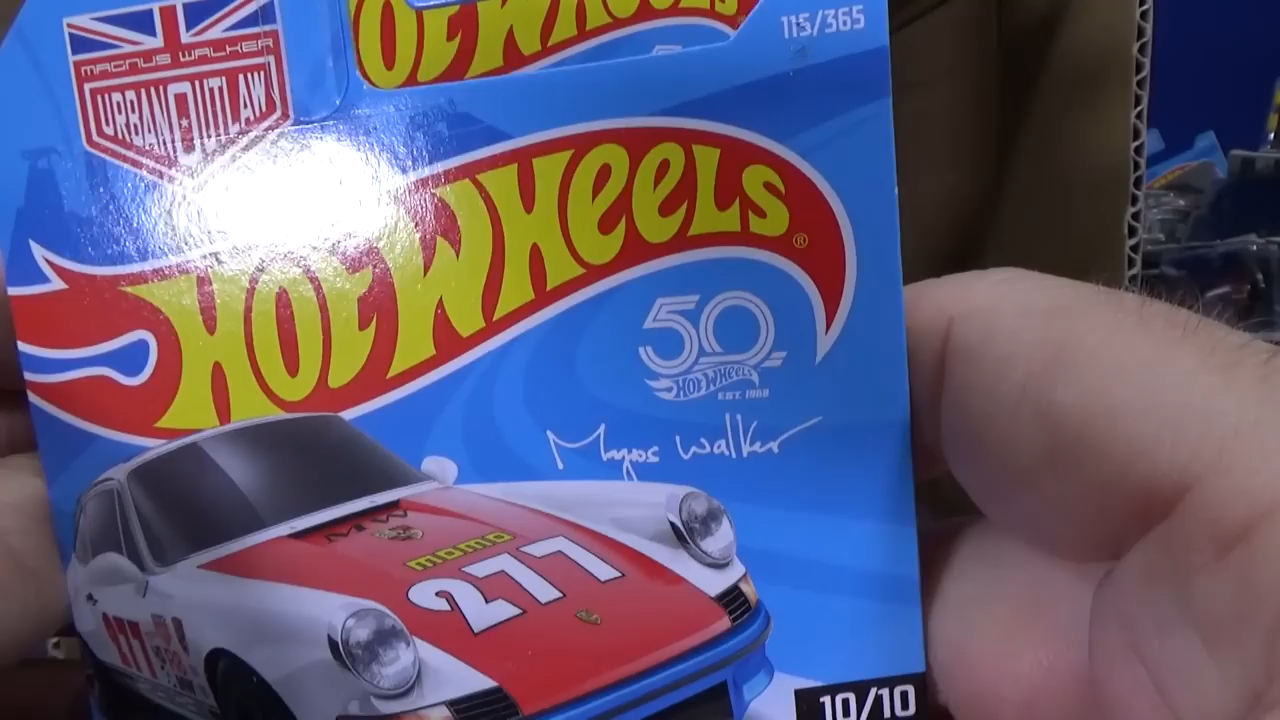 MAGNUS WALKER
URBAN OUTLAW
HOT WHEELS
115/365
HOT WHEELS®
50
HOT WHEELS
EST. 1968
Magnus Walker
MW
momo
277
277
10/10